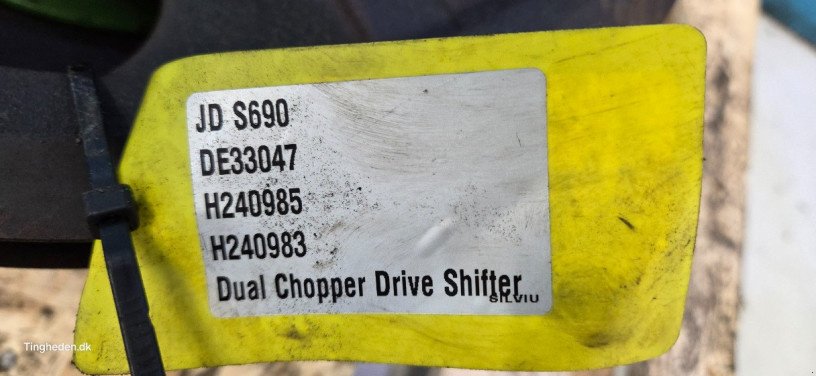 JD S690
DE33047
H240985
H240983
Dual Chopper Drive Shifter
SILVIU
Tingheden.dk